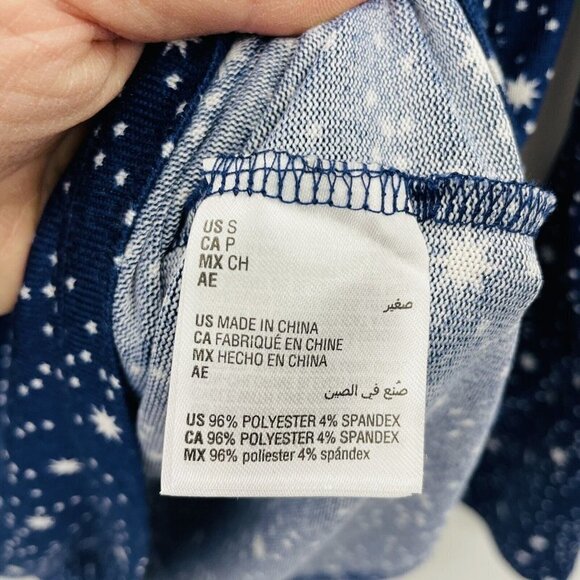 US S
CA P
MX CH
AE
صغير
US MADE IN CHINA
CA FABRIQUÉ EN CHINE
MX HECHO EN CHINA
AE
صُنع في الصين
US 96% POLYESTER 4% SPANDEX
CA 96% POLYESTER 4% SPANDEX
MX 96% poliester 4% spándex